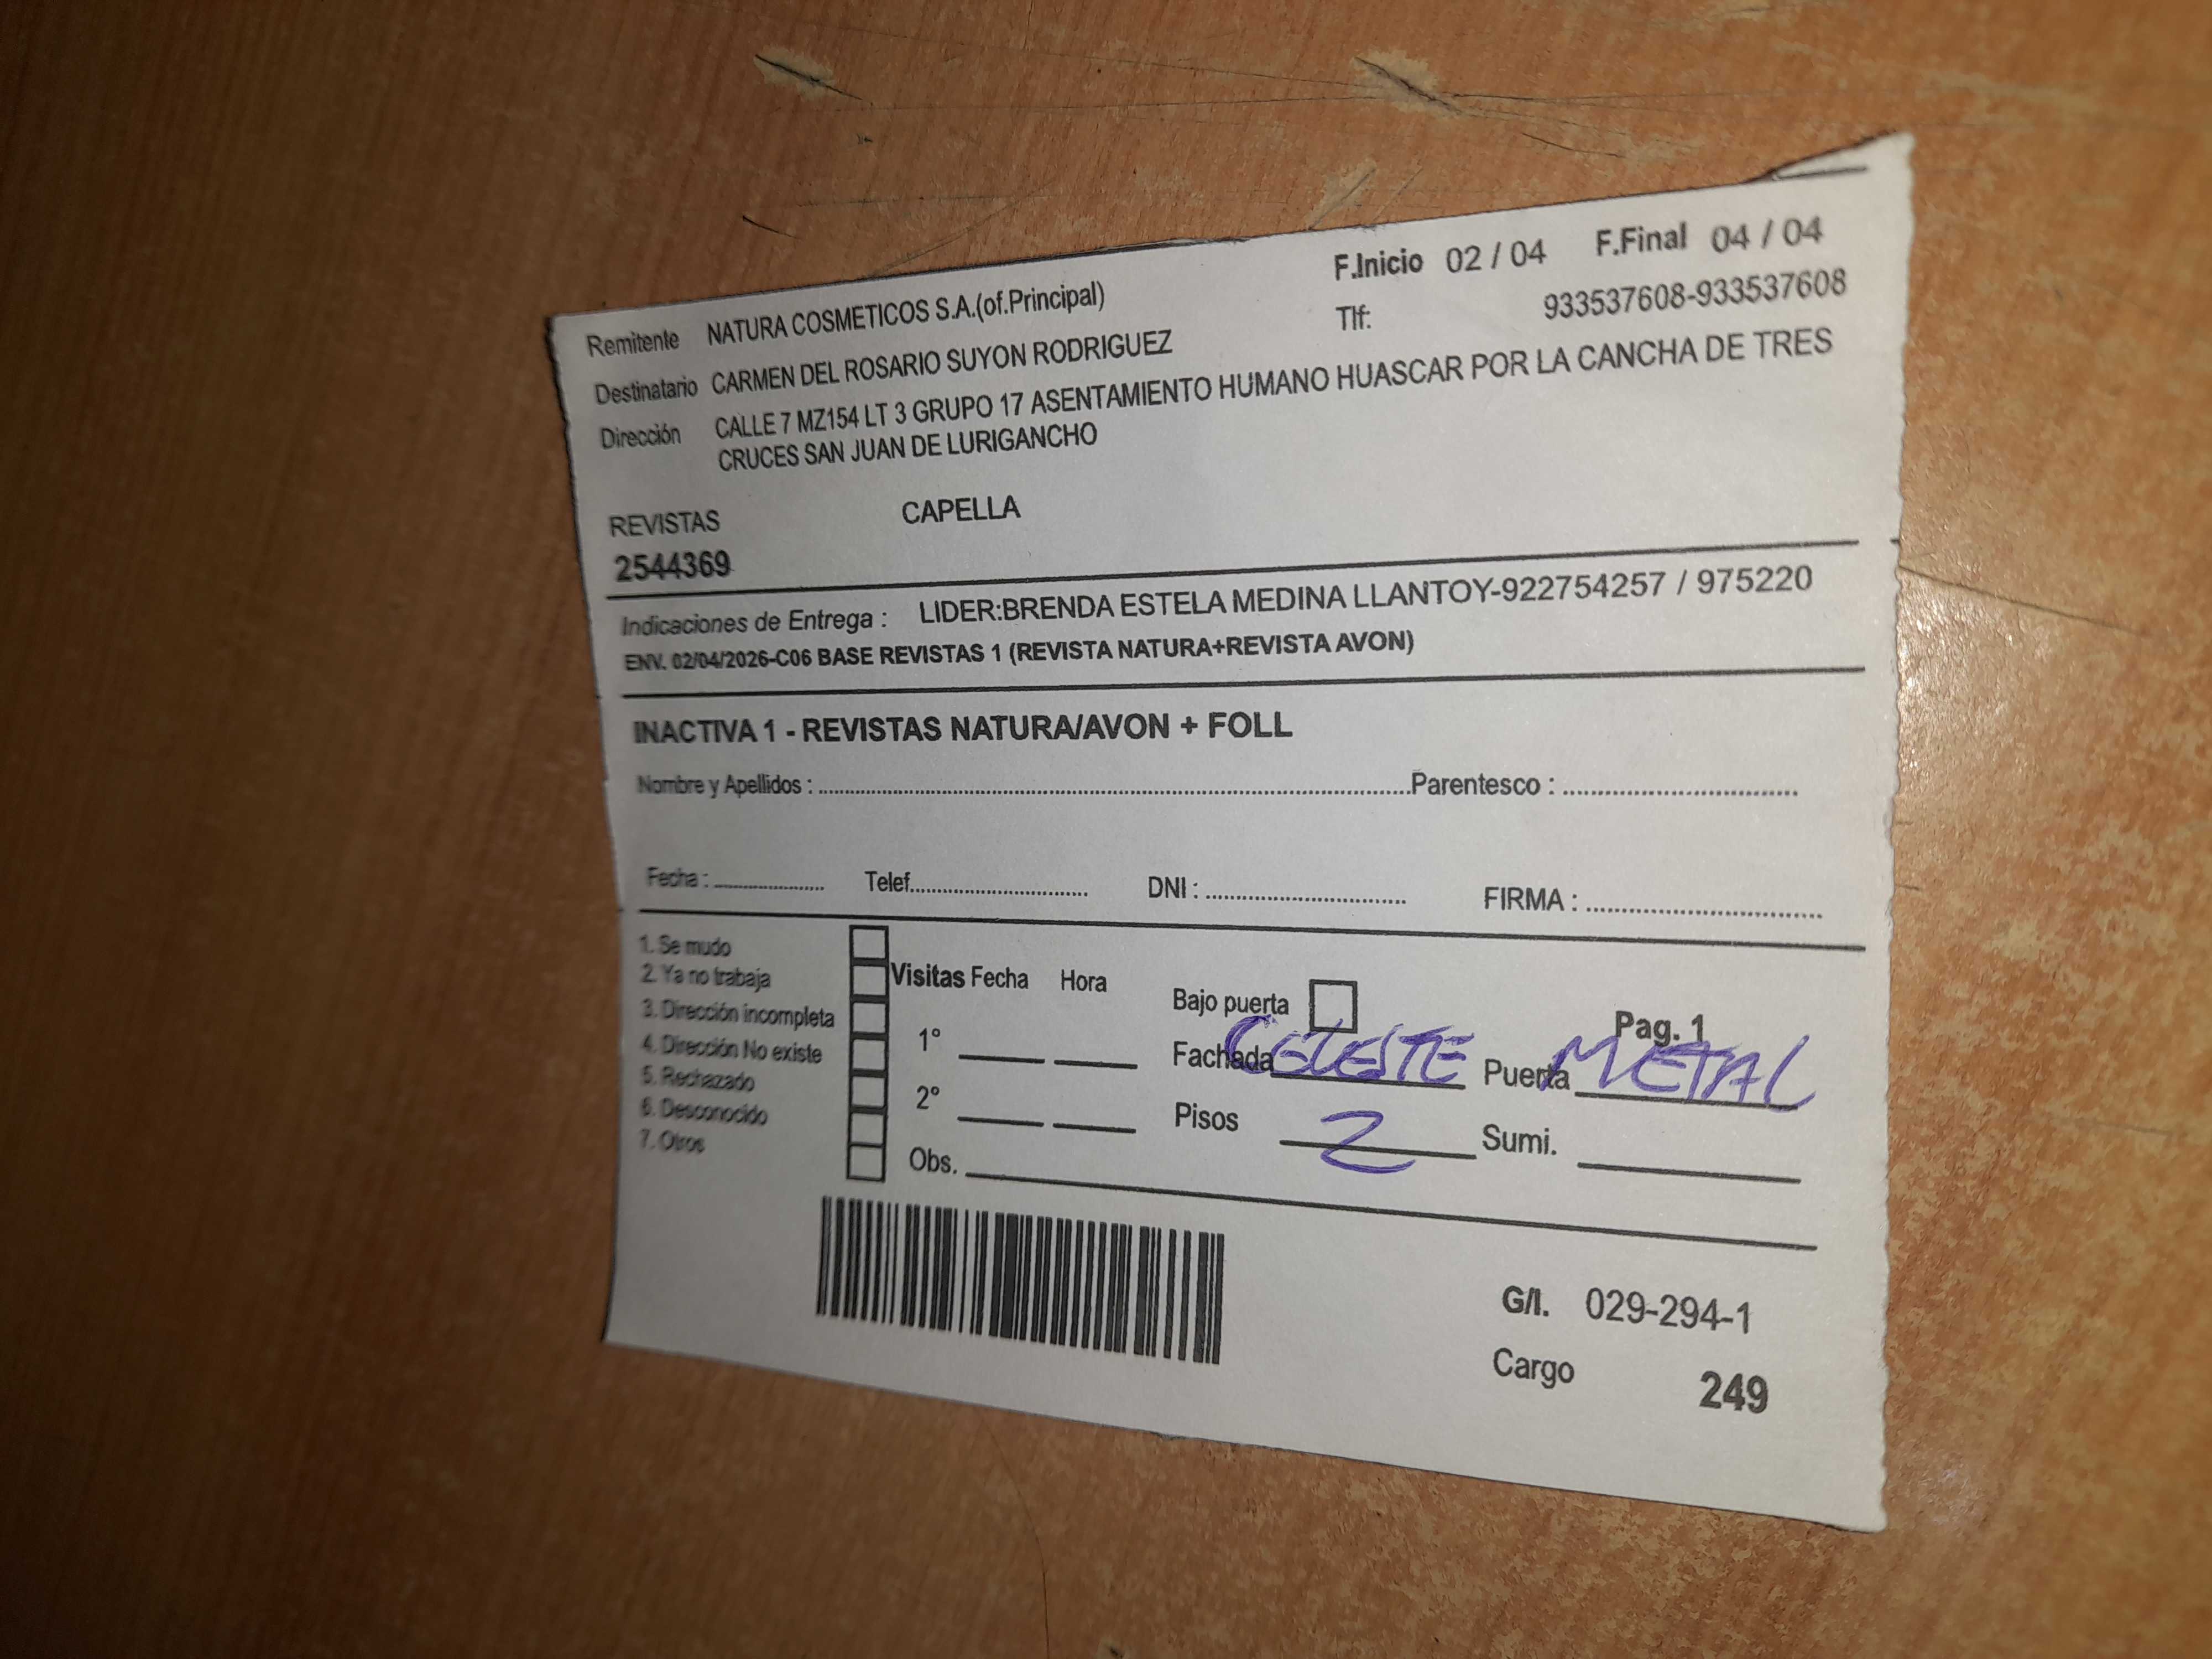 F.Inicio 02 / 04 F.Final 04 / 04
Remitente NATURA COSMETICOS S.A.(of.Principal) Tlf: 933537608-933537608
Destinatario CARMEN DEL ROSARIO SUYON RODRIGUEZ
Dirección CALLE 7 MZ154 LT 3 GRUPO 17 ASENTAMIENTO HUMANO HUASCAR POR LA CANCHA DE TRES
CRUCES SAN JUAN DE LURIGANCHO
REVISTAS CAPELLA
2544369
Indicaciones de Entrega : LIDER:BRENDA ESTELA MEDINA LLANTOY-922754257 / 975220
ENV. 02/04/2026-C06 BASE REVISTAS 1 (REVISTA NATURA+REVISTA AVON)
INACTIVA 1 - REVISTAS NATURA/AVON + FOLL
Nombre y Apellidos : Parentesco :
Fecha : Telef. DNI : FIRMA :
1. Se mudo
2. Ya no trabaja
3. Dirección incompleta
4. Dirección No existe
5. Rechazado
6. Desconocido
7. Otros
Visitas Fecha Hora
1°
2°
Obs.
Bajo puerta Pag. 1
Fachada CELESTE Puerta METAL
Pisos 2 Sumi.
G/I. 029-294-1
Cargo 249